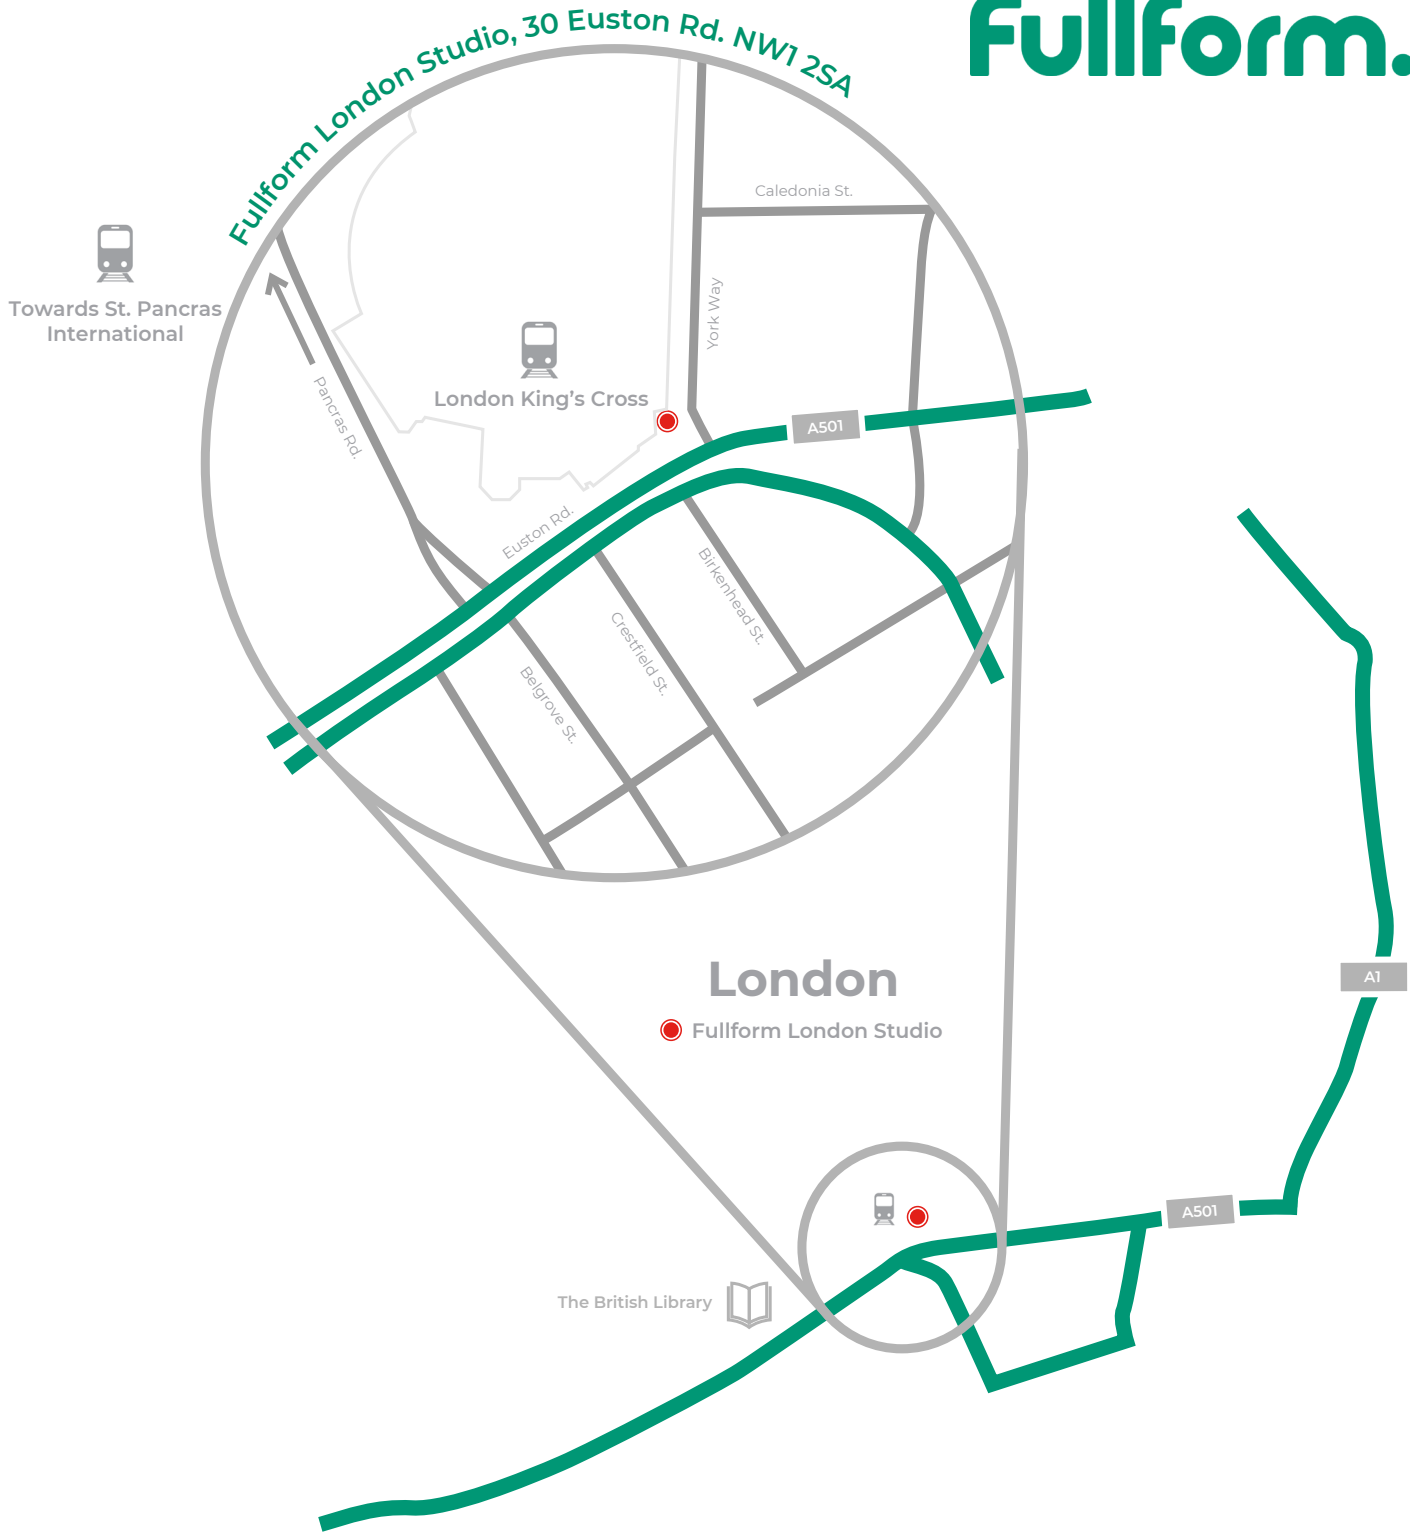 Fullform.
Fullform London Studio, 30 Euston Rd. NW1 2SA
Caledonia St.
Towards St. Pancras
International
York Way
London King’s Cross
Pancras Rd.
A501
Euston Rd.
Birkenhead St.
Crestfield St.
Belgrove St.
London
Fullform London Studio
A1
A501
The British Library